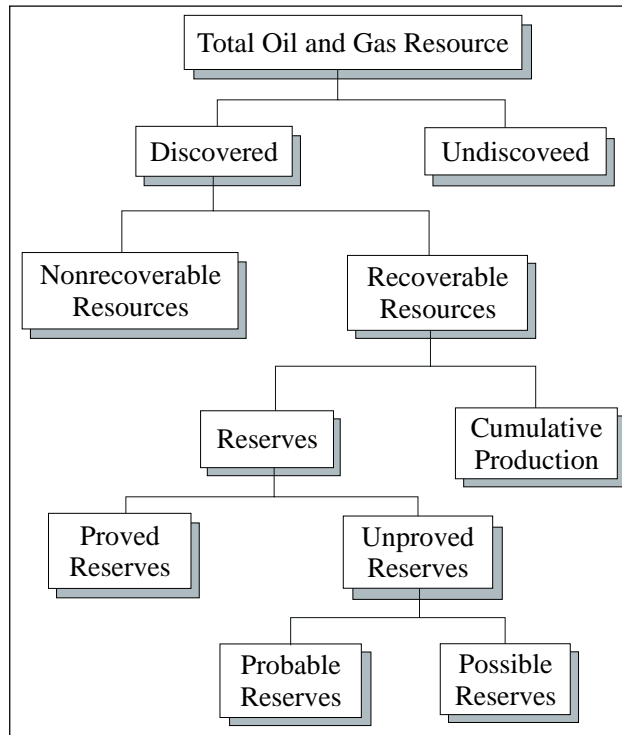 Total Oil and Gas Resource
Discovered
Undiscoveed
Nonrecoverable
Resources
Recoverable
Resources
Reserves
Cumulative
Production
Proved
Reserves
Unproved
Reserves
Probable
Reserves
Possible
Reserves